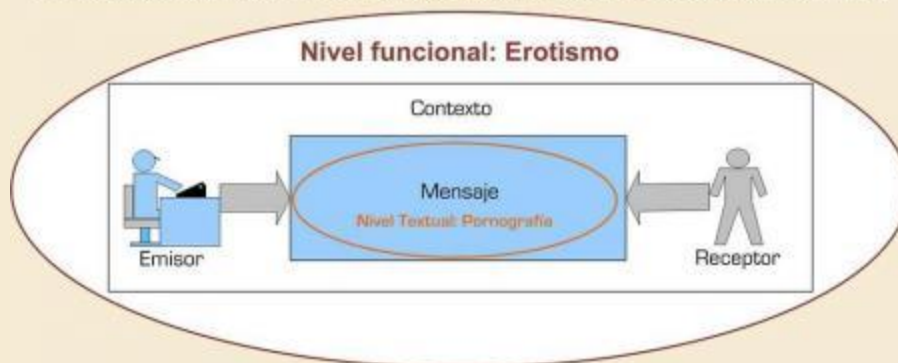 Nivel funcional: Erotismo
Contexto
Mensaje
Nivel Textual: Pornografía
Emisor
Receptor